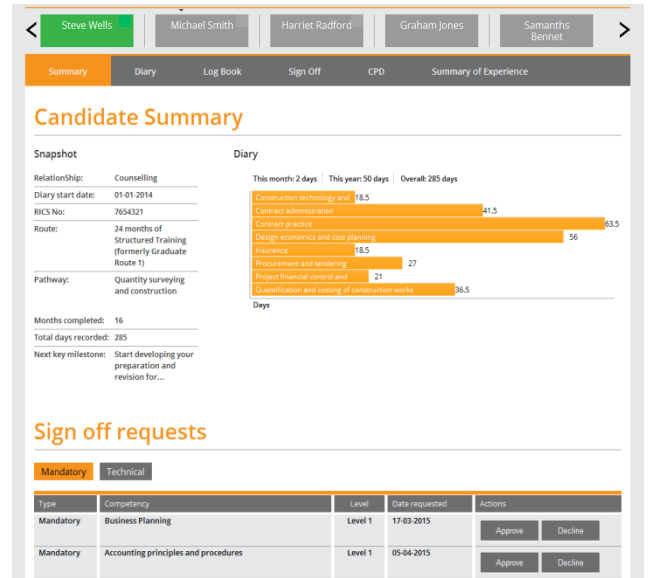 Steve Wells
Michael Smith
Harriet Radford
Graham Jones
Samanths
Bennet
Summary
Diary
Log Book
Sign Off
CPD
Summary of Experience
Candidate Summary
Snapshot
RelationShip: Counselling
Diary start date: 01-01-2014
RICS No: 7654321
Route: 24 months of
Structured Training
(formerly Graduate
Route 1)
Pathway: Quantity surveying
and construction
Months completed: 16
Total days recorded: 285
Next key milestone: Start developing your
preparation and
revision for...
Diary
This month: 2 days This year: 50 days Overall: 285 days
Construction technology and 18.5
Contract administration 41.5
Contract practice 63.5
Design economics and cost planning 56
Insurance 18.5
Procurement and tendering 27
Project financial control and 21
Quantification and costing of construction works 36.5
Days
Sign off requests
Mandatory
Technical
Type Competency Level Date requested Actions
Mandatory Business Planning Level 1 17-03-2015 Approve Decline
Mandatory Accounting principles and procedures Level 1 05-04-2015 Approve Decline